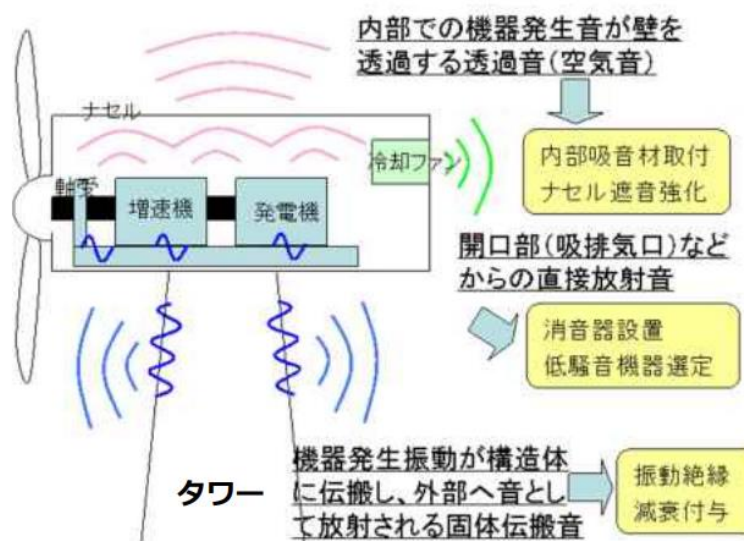 内部での機器発生音が壁を
透過する透過音(空気音)
ナセル
冷却ファン
内部吸音材取付
ナセル遮音強化
軸受
増速機
発電機
開口部(吸排気口)など
からの直接放射音
消音器設置
低騒音機器選定
機器発生振動が構造体
に伝搬し、外部へ音とし
て放射される固体伝搬音
タワー
振動絶縁
減衰付与